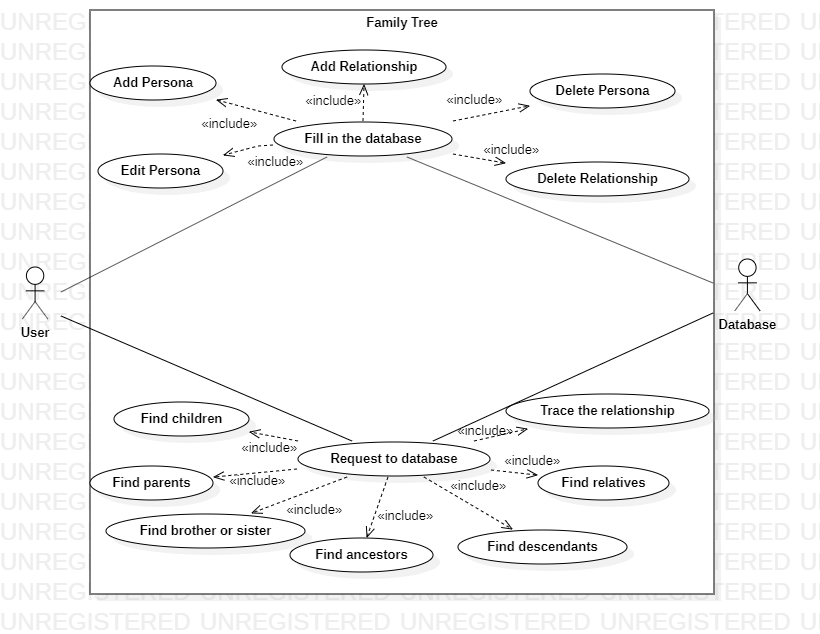 Family Tree
Add Persona
Add Relationship
Delete Persona
«include»
«include»
«include»
Fill in the database
«include»
«include»
Edit Persona
Delete Relationship
User
Database
Find children
Trace the relationship
«include»
«include»
Request to database
«include»
Find parents
«include»
«include»
Find relatives
«include»
«include»
Find brother or sister
Find ancestors
Find descendants
UNREGISTERED UNREGISTERED UNREGISTERED UNREGISTERED